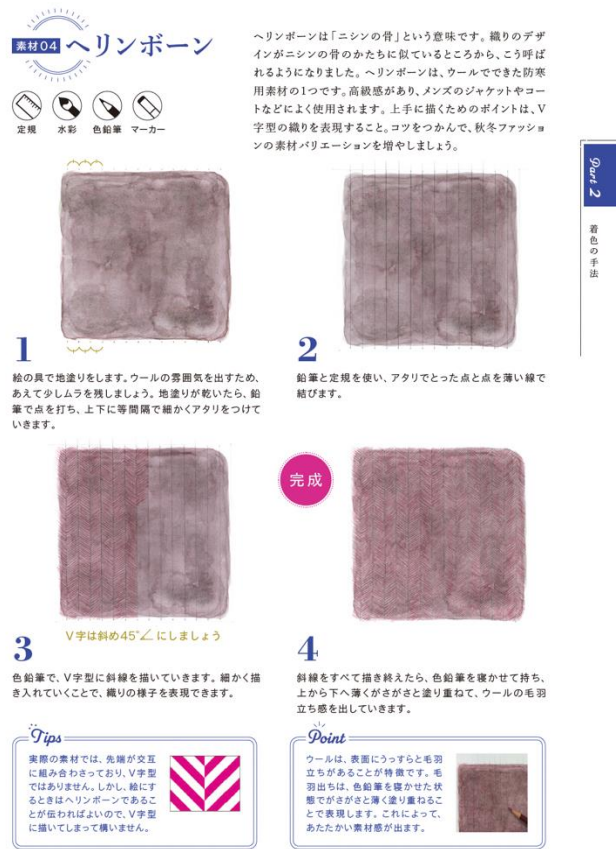 素材04 ヘリンボーン
定規 水彩 色鉛筆 マーカー
ヘリンボーンは「ニシンの骨」という意味です。織りのデザ
インがニシンの骨のかたちに似ているところから、こう呼ば
れるようになりました。ヘリンボーンは、ウールでできた防寒
用素材の1つです。高級感があり、メンズのジャケットやコー
トなどによく使用されます。上手に描くためのポイントは、V
字型の織りを表現すること。コツをつかんで、秋冬ファッショ
ンの素材バリエーションを増やしましょう。
Part 2
着色の手法
1
絵の具で地塗りをします。ウールの雰囲気を出すため、
あえて少しムラを残しましょう。地塗りが乾いたら、鉛
筆で点を打ち、上下に等間隔で細かくアタリをつけて
いきます。
2
鉛筆と定規を使い、アタリでとった点と点を薄い線で
結びます。
V字は斜め45°にしましょう
3
色鉛筆で、V字型に斜線を描いていきます。細かく描
き入れていくことで、織りの様子を表現できます。
完成
4
斜線をすべて描き終えたら、色鉛筆を寝かせて持ち、
上から下へ薄くがさがさと塗り重ねて、ウールの毛羽
立ち感を出していきます。
Tips
実際の素材では、先端が交互
に組み合わさっており、V字型
ではありません。しかし、絵にす
るときはヘリンボーンであるこ
とが伝わればよいので、V字型
に描いてしまって構いません。
Point
ウールは、表面にうっすらと毛羽
立ちがあることが特徴です。毛
羽出ちは、色鉛筆を寝かせた状
態でがさがさと薄く塗り重ねるこ
とで表現します。これによって、
あたたかい素材感が出ます。